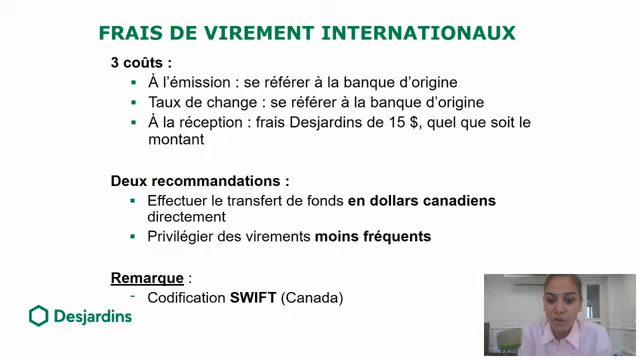 FRAIS DE VIREMENT INTERNATIONAUX
3 coûts :
À l’émission : se référer à la banque d’origine
Taux de change : se référer à la banque d’origine
À la réception : frais Desjardins de 15 $, quel que soit le
montant
Deux recommandations :
Effectuer le transfert de fonds en dollars canadiens
directement
Privilégier des virements moins fréquents
Remarque :
- Codification SWIFT (Canada)
Desjardins